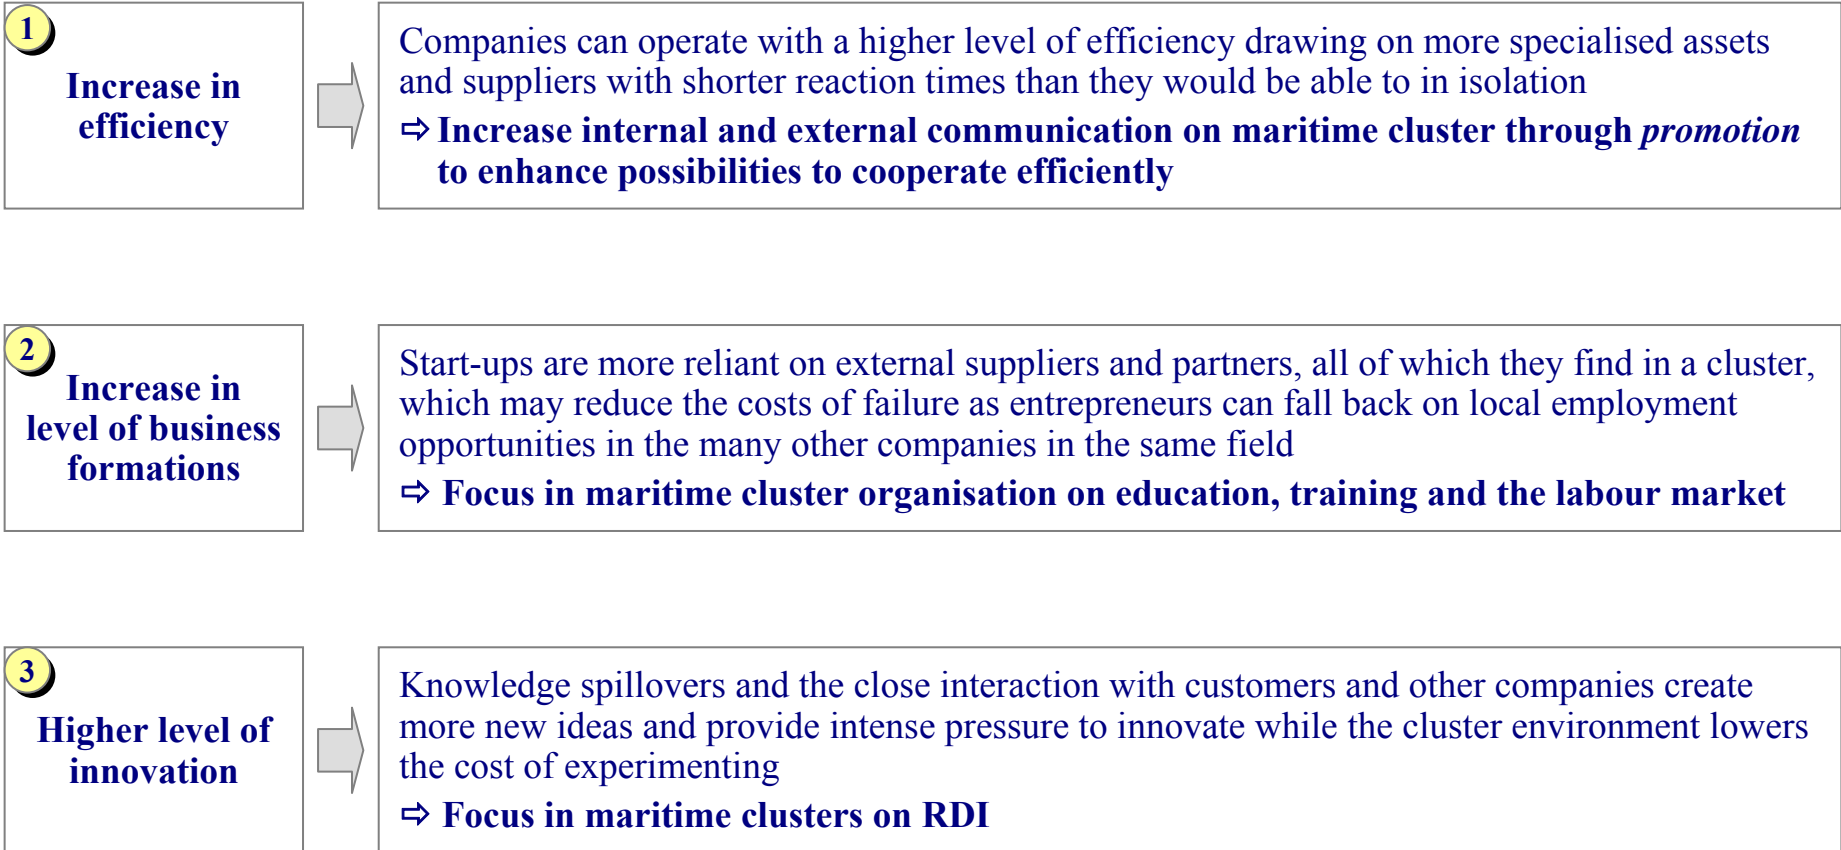 1
Increase in
efficiency
Companies can operate with a higher level of efficiency drawing on more specialised assets
and suppliers with shorter reaction times than they would be able to in isolation
⇨ Increase internal and external communication on maritime cluster through promotion
to enhance possibilities to cooperate efficiently
2
Increase in
level of business
formations
Start-ups are more reliant on external suppliers and partners, all of which they find in a cluster,
which may reduce the costs of failure as entrepreneurs can fall back on local employment
opportunities in the many other companies in the same field
⇨ Focus in maritime cluster organisation on education, training and the labour market
3
Higher level of
innovation
Knowledge spillovers and the close interaction with customers and other companies create
more new ideas and provide intense pressure to innovate while the cluster environment lowers
the cost of experimenting
⇨ Focus in maritime clusters on RDI